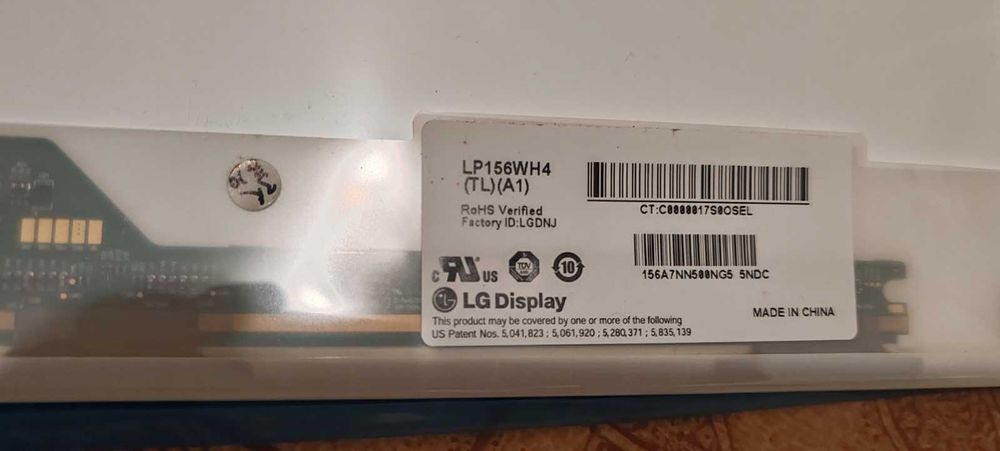 LP156WH4
(TL)(A1)
RoHS Verified
Factory ID:LGDNJ
CT:C0000017S0OSEL
156A7NN500NG5 5NDC
c RU US
TÜV
10
LG Display
MADE IN CHINA
This product may be covered by one or more of the following
US Patent Nos. 5,041,823 ; 5,061,920 ; 5,280,371 ; 5,835,139